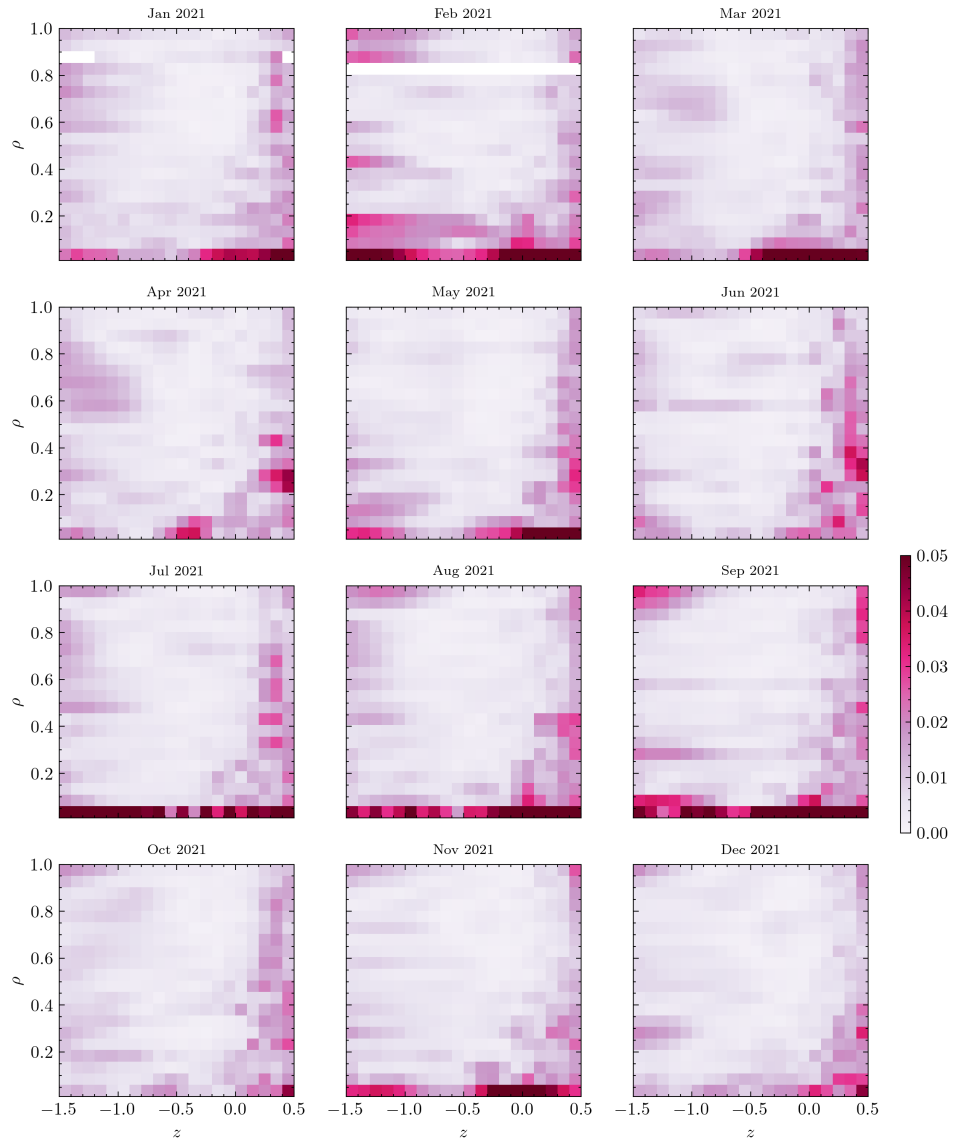 Jan 2021 Feb 2021 Mar 2021
1.0
0.8
0.6
ρ
0.4
0.2
Apr 2021 May 2021 Jun 2021
1.0
0.8
0.6
ρ
0.4
0.2
Jul 2021 Aug 2021 Sep 2021
1.0
0.8
0.6
ρ
0.4
0.2
0.05
0.04
0.03
0.02
0.01
0.00
Oct 2021 Nov 2021 Dec 2021
1.0
0.8
0.6
ρ
0.4
0.2
−1.5 −1.0 −0.5 0.0 0.5 −1.5 −1.0 −0.5 0.0 0.5 −1.5 −1.0 −0.5 0.0 0.5
z z z